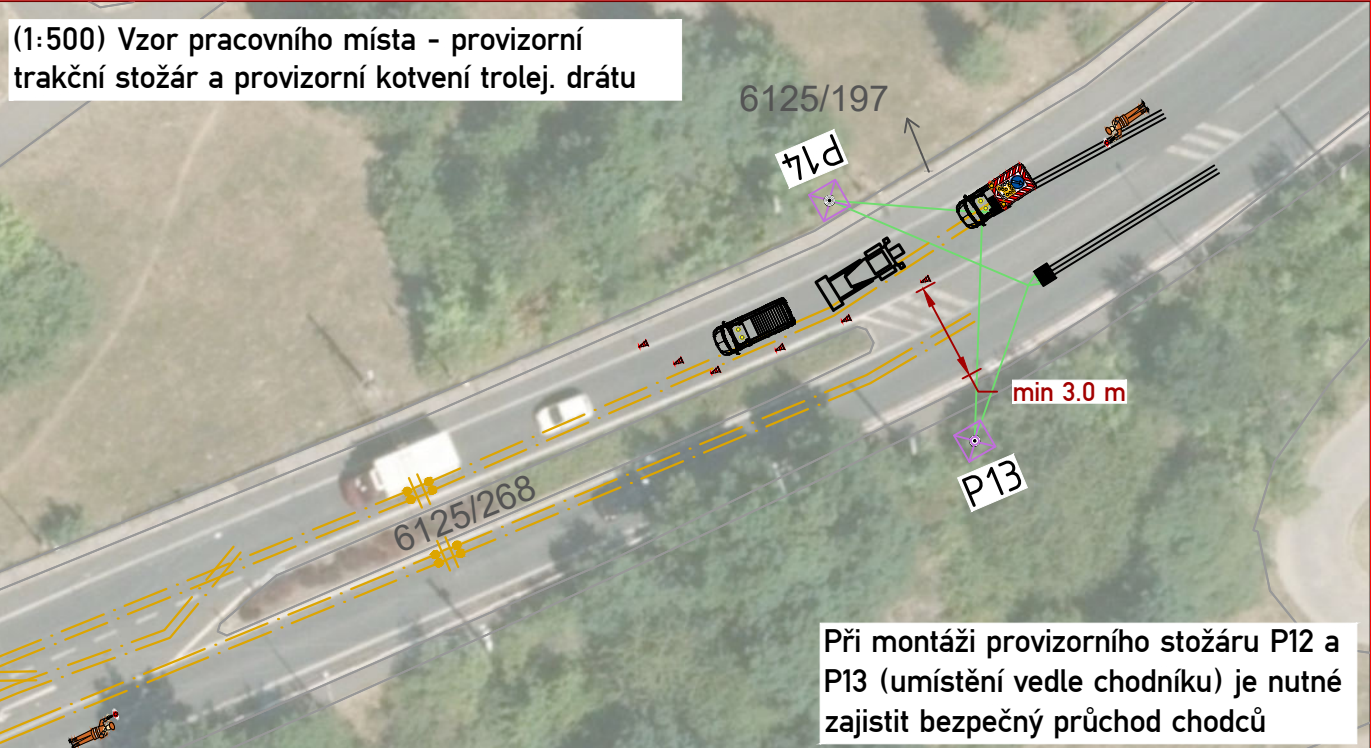 (1:500) Vzor pracovního místa - provizorní
trakční stožár a provizorní kotvení trolej. drátu
6125/197
P14
min 3.0 m
P13
6125/268
Při montáži provizorního stožáru P12 a
P13 (umístění vedle chodníku) je nutné
zajistit bezpečný průchod chodců